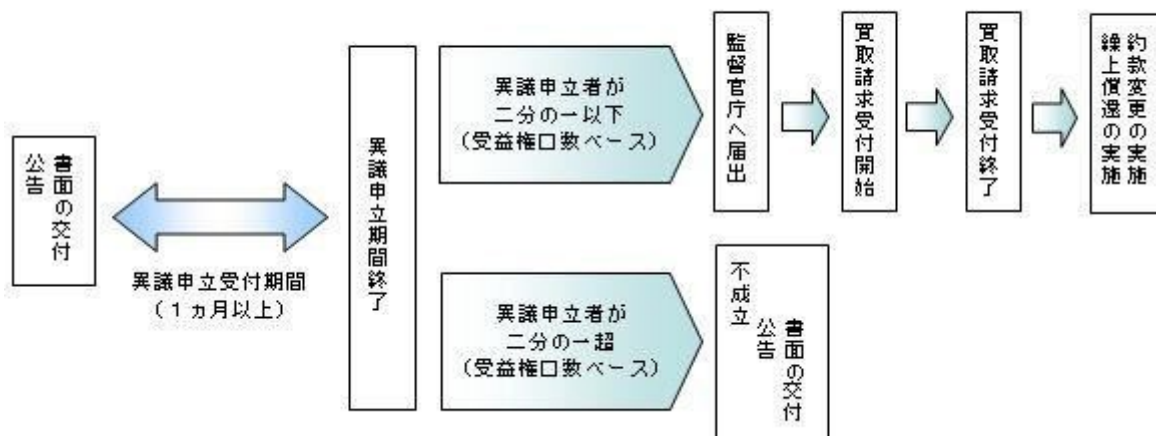 公告
書面の交付
異議申立受付期間
(1ヵ月以上)
異議申立期間終了
異議申立者が
二分の一以下
(受益権口数ベース)
監督官庁へ届出
買取請求受付開始
買取請求受付終了
約款変更の実施
繰上償還の実施
異議申立者が
二分の一超
(受益権口数ベース)
不成立
公告
書面の交付